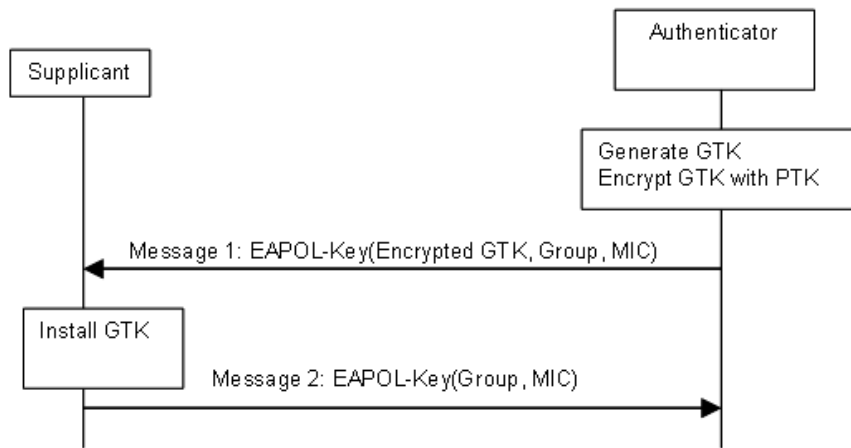 Authenticator
Supplicant
Generate GTK
Encrypt GTK with PTK
Message 1: EAPOL-Key(Encrypted GTK, Group, MIC)
Install GTK
Message 2: EAPOL-Key(Group, MIC)